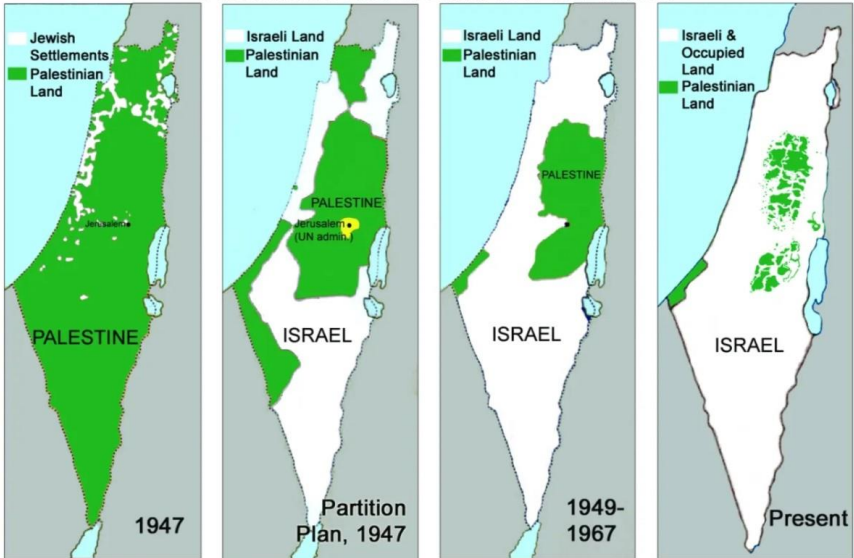 Jewish
Settlements
Palestinian
Land
Jerusalem
PALESTINE
1947
Israeli Land
Palestinian
Land
PALESTINE
Jerusalem
(UN admin.)
ISRAEL
Partition
Plan, 1947
Israeli Land
Palestinian
Land
PALESTINE
ISRAEL
1949-
1967
Israeli &
Occupied
Land
Palestinian
Land
ISRAEL
Present